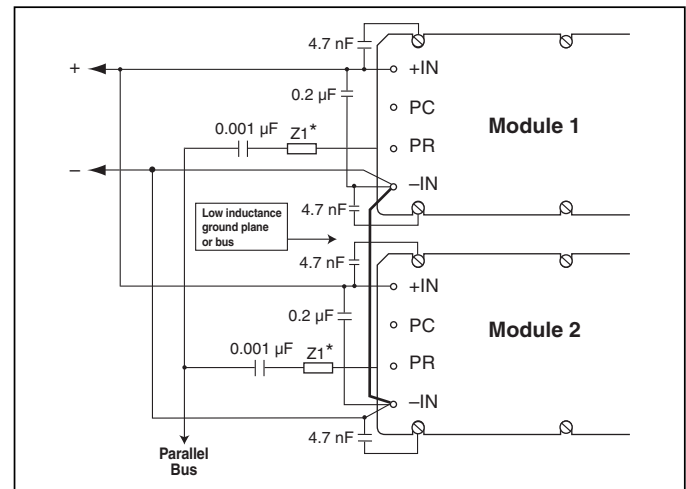 4.7 nF
+
+IN
0.2 µF
PC
Module 1
0.001 µF
Z1*
PR
–
–IN
4.7 nF
Low inductance
ground plane
or bus
4.7 nF
+IN
0.2 µF
PC
Module 2
0.001 µF
Z1*
PR
–IN
4.7 nF
Parallel
Bus